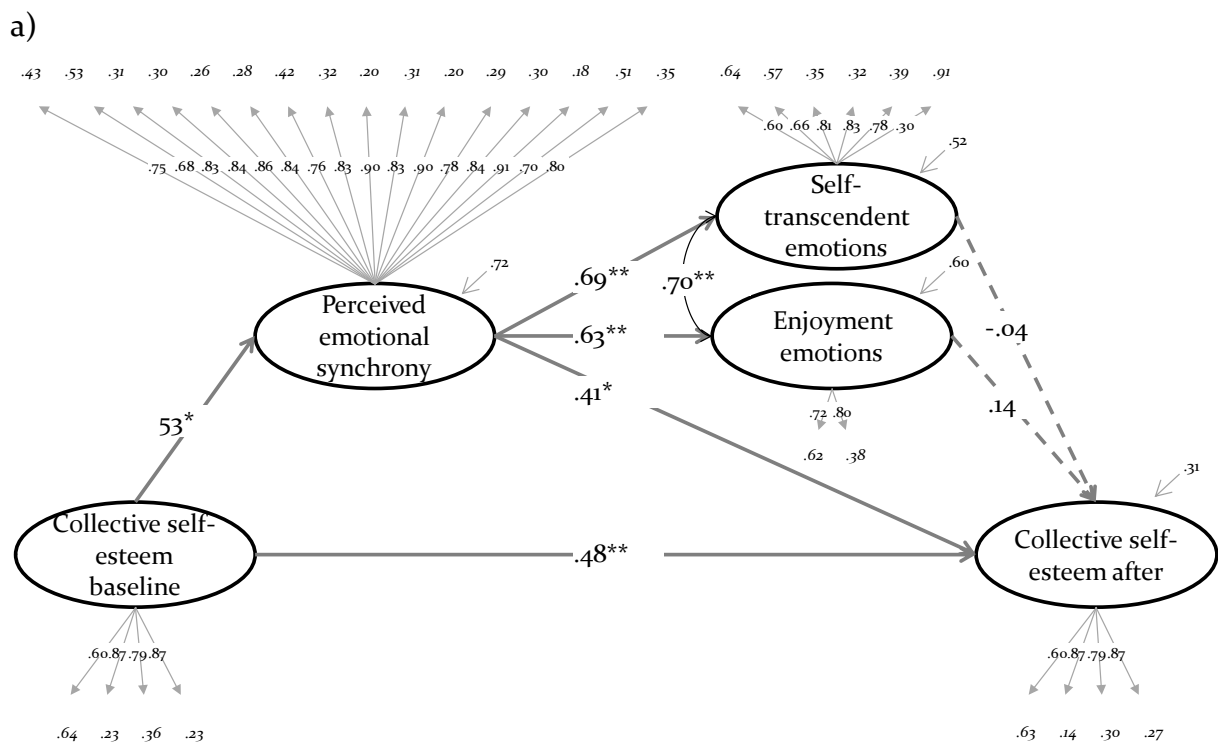 a)
.43 .53 .31 .30 .26 .28 .42 .32 .20 .31 .20 .29 .30 .18 .51 .35 .64 .57 .35 .32 .39 .91
.60 .66 .81 .83 .78 .30
.52
.75 .68 .83 .84 .86 .84 .76 .83 .90 .83 .90 .78 .84 .91 .70 .80
Self-
transcendent
emotions
.72
.69**
.70**
.60
Perceived
emotional
synchrony
.63**
Enjoyment
emotions
-.04
.41*
.14
53*
.72 .80
.62 .38
.31
Collective self-
esteem
baseline
.48**
Collective self-
esteem after
.60 .87 .79 .87
.60 .87 .79 .87
.64 .23 .36 .23
.63 .14 .30 .27